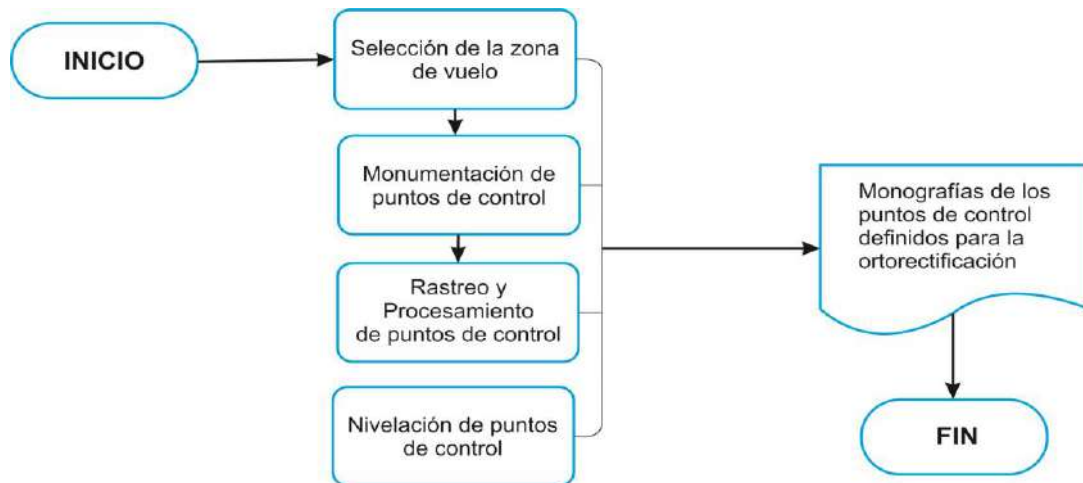 INICIO
Selección de la zona
de vuelo
Monumentación de
puntos de control
Rastreo y
Procesamiento
de puntos de control
Nivelación de puntos
de control
Monografías de los
puntos de control
definidos para la
ortorectificación
FIN